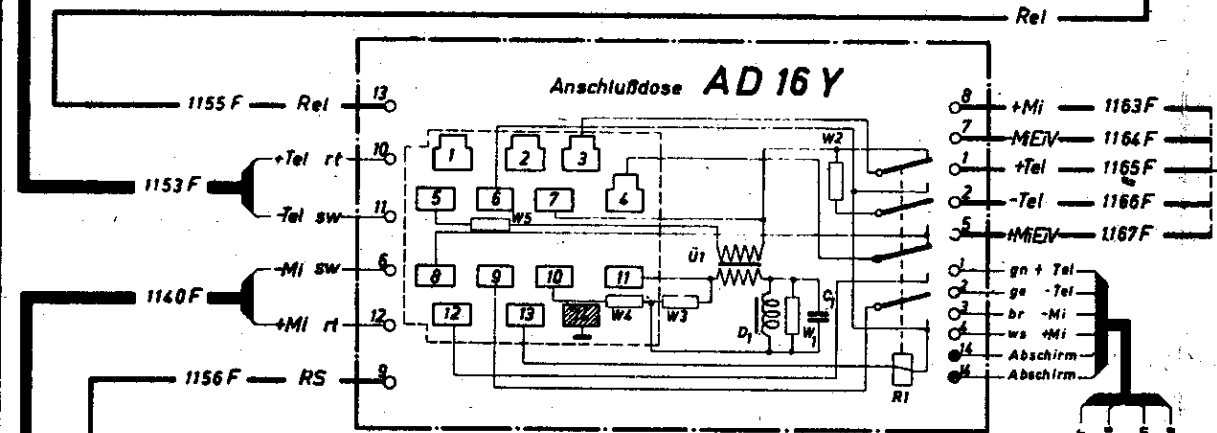 Rel
Anschlußdose AD 16 Y
1155 F Rel 13
+Tel rt 10
1153 F
-Tel sw 11
-Mi sw 6
1140 F
+Mi rt 12
1156 F RS 9
1 2 3
4
5 6 7
W5
8 9 10 11
12 13
W4 W3
Ü1
W2
D1 W1 C1
R1
8 +Mi 1163 F
7 -MEiV 1164 F
1 +Tel 1165 F
2 -Tel 1166 F
5 +MEiV 1167 F
1 gn + Tel
2 ge -Tel
3 br -Mi
4 ws +Mi
14 Abschirm
14 Abschirm